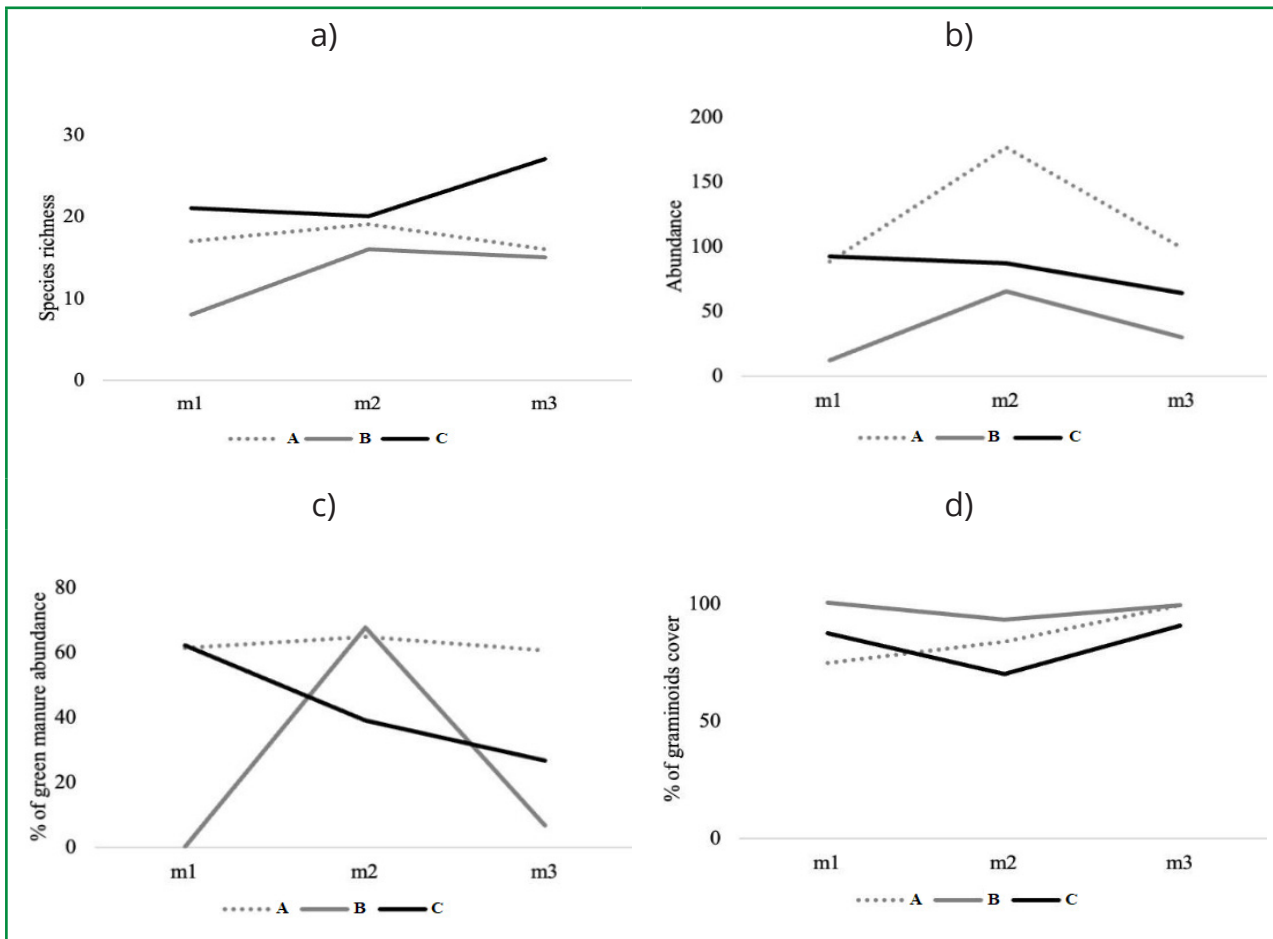 a)
Species richness
30
20
10
0
m1 m2 m3
A B C
b)
Abundance
200
150
100
50
0
m1 m2 m3
A B C
c)
% of green manure abundance
80
60
40
20
0
m1 m2 m3
A B C
d)
% of graminoids cover
100
50
0
m1 m2 m3
A B C